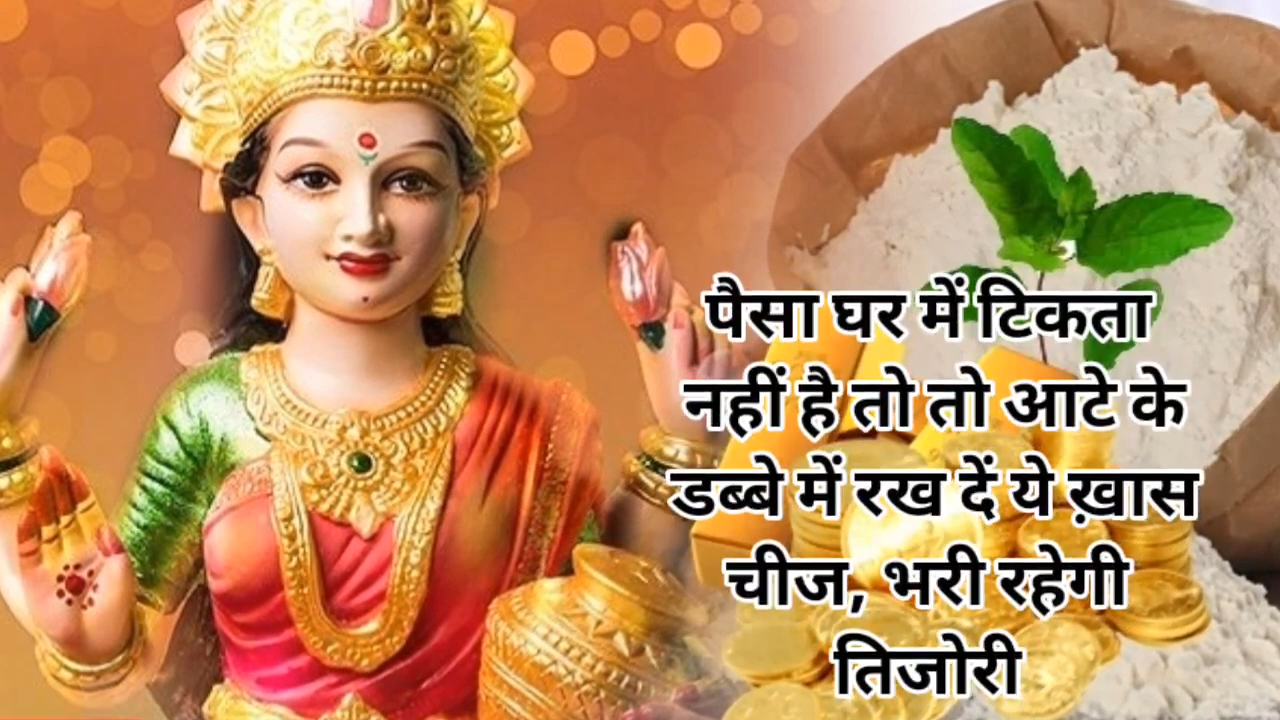 पैसा घर में टिकता
नहीं है तो तो आटे के
डब्बे में रख दें ये ख़ास
चीज, भरी रहेगी
तिजोरी